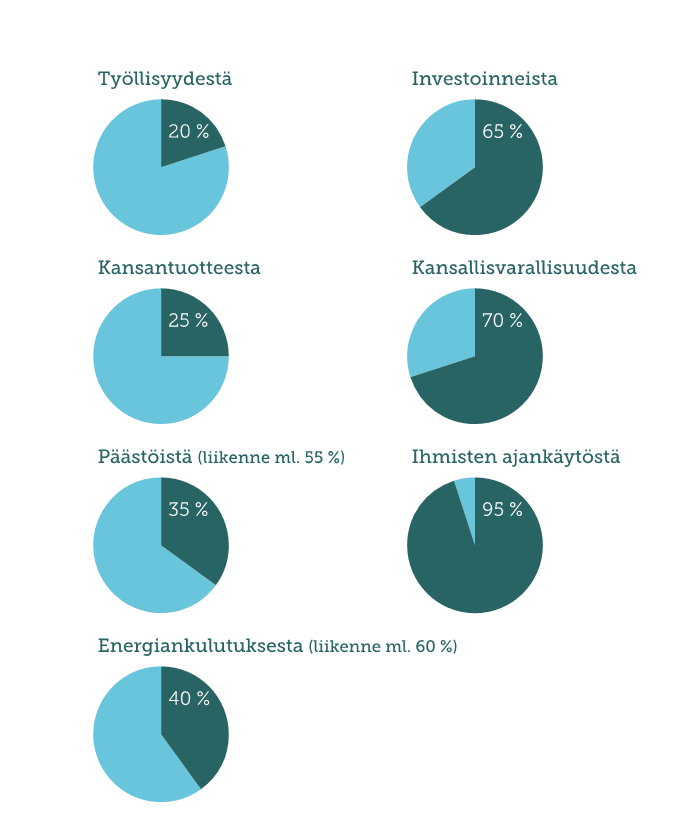 Työllisyydestä
20 %
Kansantuotteesta
25 %
Päästöistä (liikenne ml. 55 %)
35 %
Energiankulutuksesta (liikenne ml. 60 %)
40 %
Investoinneista
65 %
Kansallisvarallisuudesta
70 %
Ihmisten ajankäytöstä
95 %